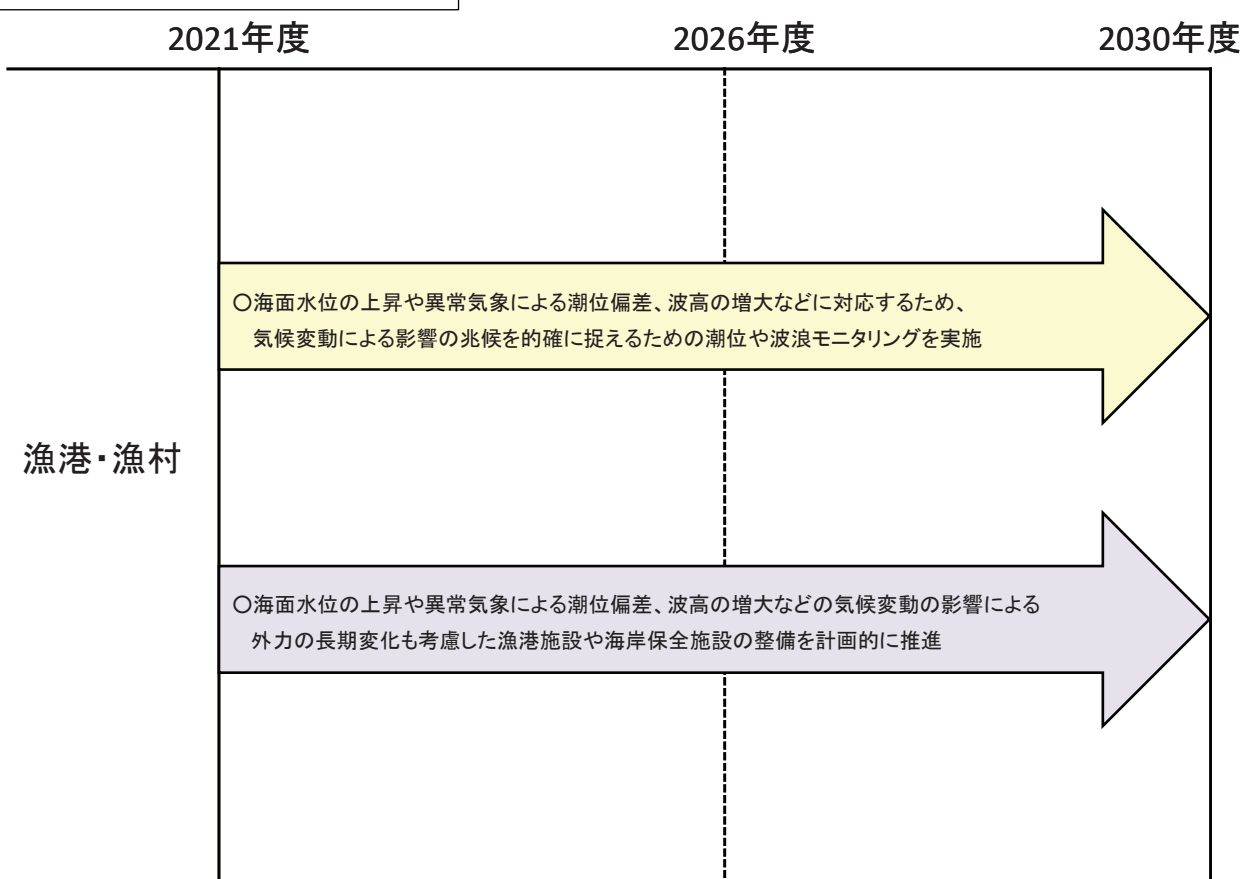 2021年度 2026年度 2030年度
〇海面水位の上昇や異常気象による潮位偏差、波高の増大などに対応するため、
気候変動による影響の兆候を的確に捉えるための潮位や波浪モニタリングを実施
漁港・漁村
〇海面水位の上昇や異常気象による潮位偏差、波高の増大などの気候変動の影響による
外力の長期変化も考慮した漁港施設や海岸保全施設の整備を計画的に推進